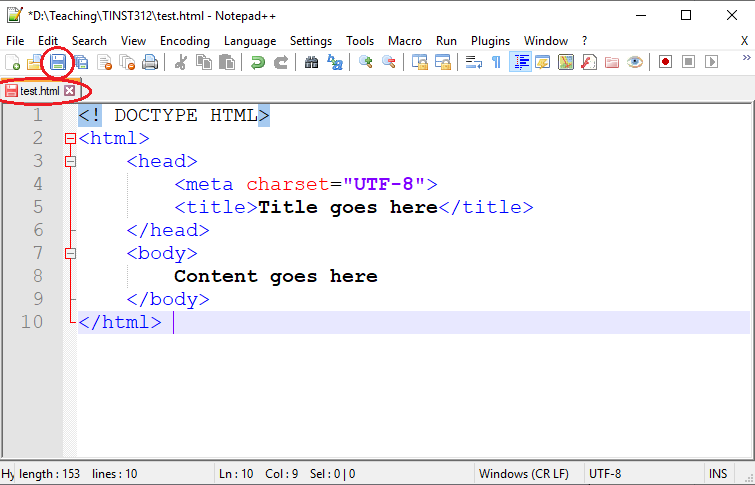 *D:\Teaching\TINST312\test.html - Notepad++
File Edit Search View Encoding Language Settings Tools Macro Run Plugins Window ? X
test.html
1 <! DOCTYPE HTML>
2 <html>
3 <head>
4 <meta charset="UTF-8">
5 <title>Title goes here</title>
6 </head>
7 <body>
8 Content goes here
9 </body>
10 </html>
Hy length : 153 lines : 10 Ln : 10 Col : 9 Sel : 0 | 0 Windows (CR LF) UTF-8 INS